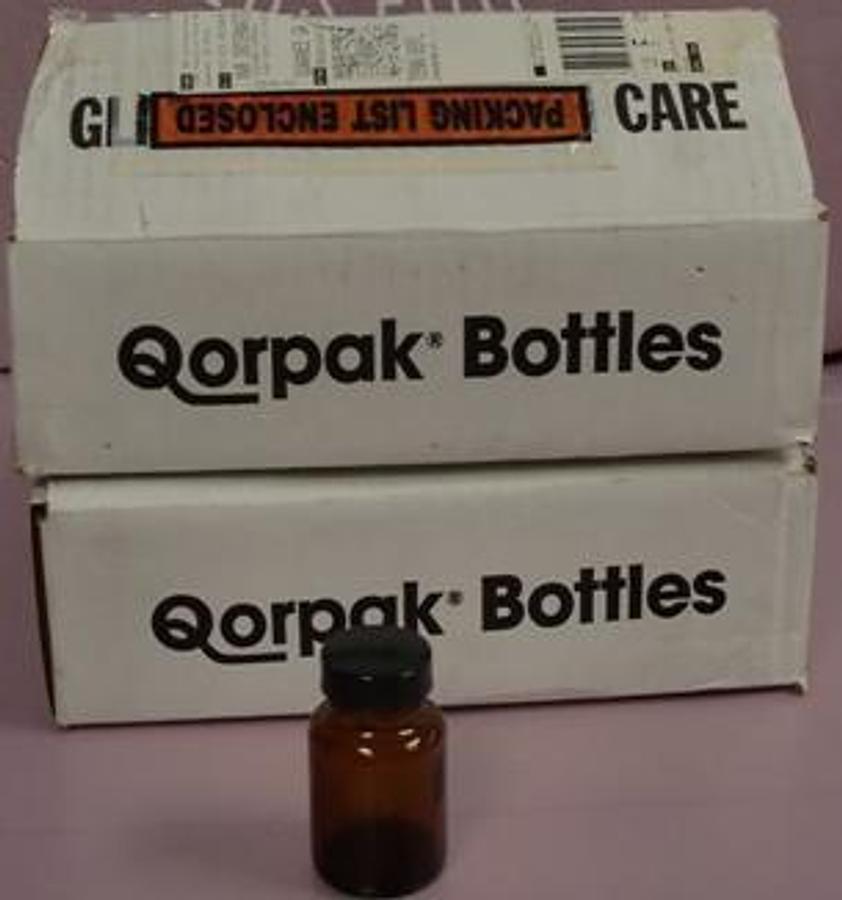 GL CARE
PACKING LIST ENCLOSED
Qorpak® Bottles
Qorpak® Bottles